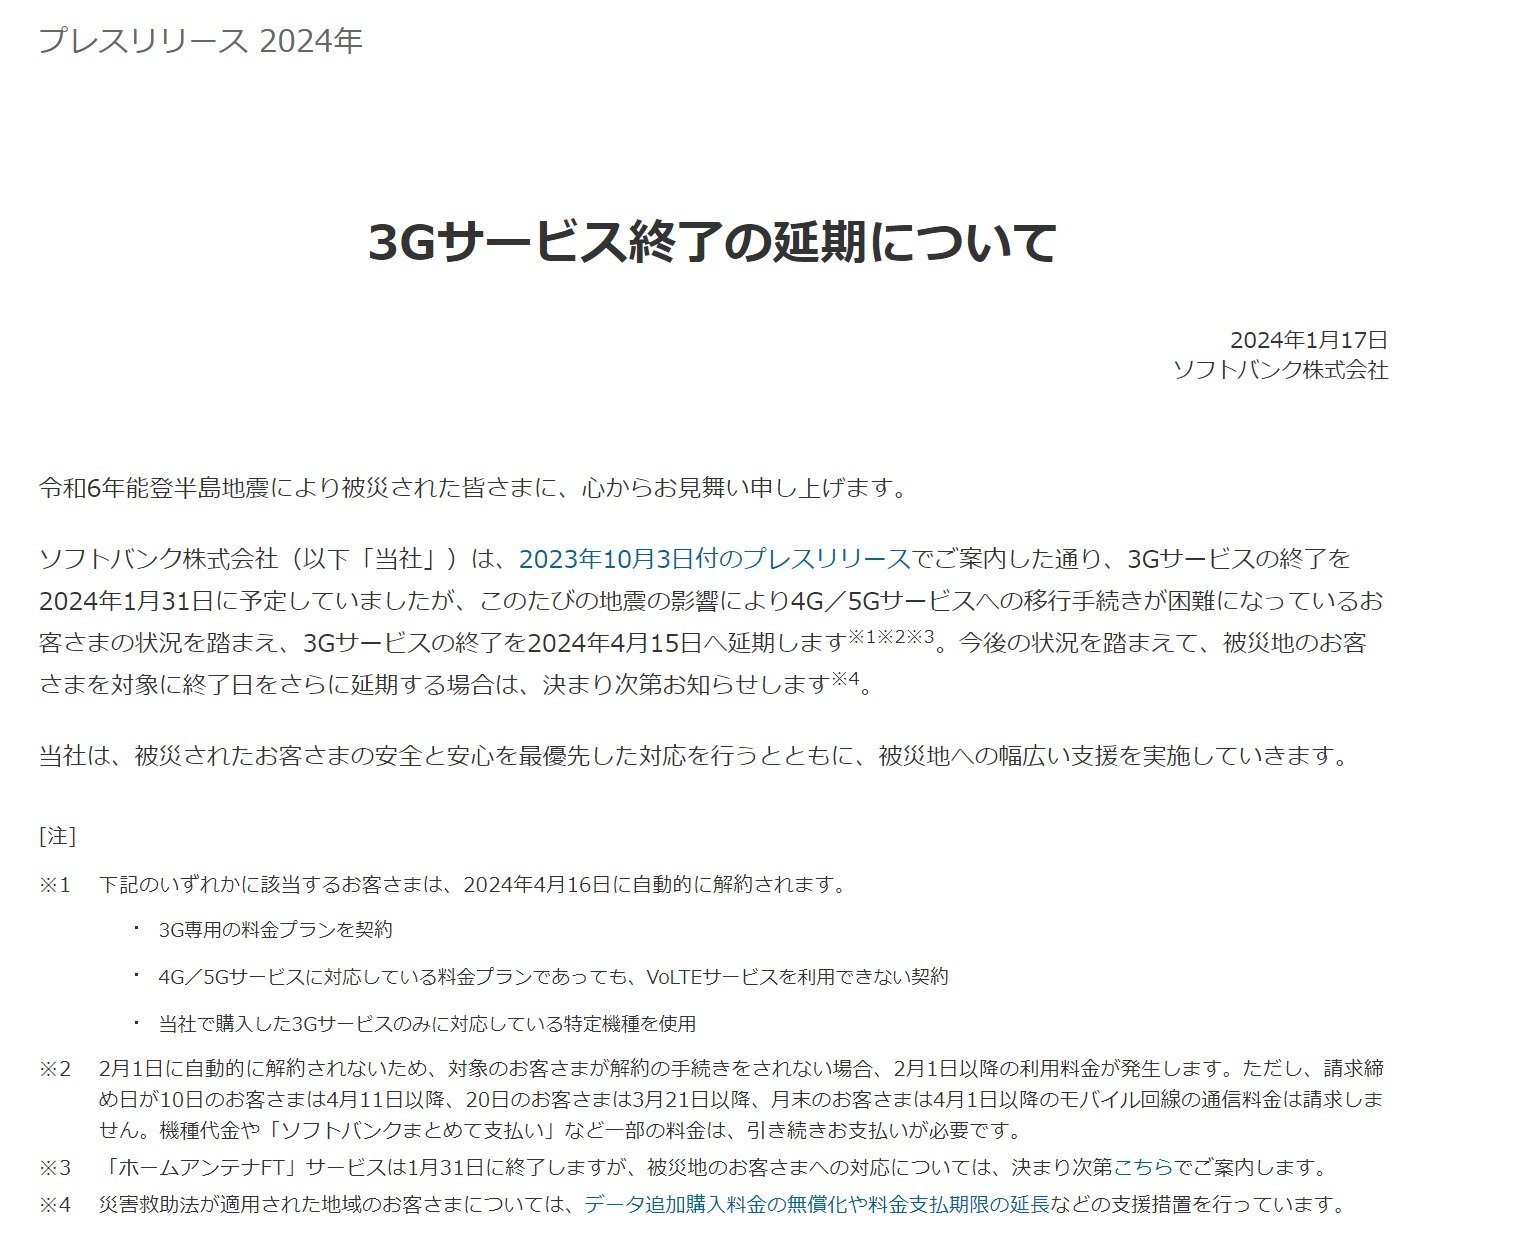 プレスリリース 2024年
3Gサービス終了の延期について
2024年1月17日
ソフトバンク株式会社
令和6年能登半島地震により被災された皆さまに、心からお見舞い申し上げます。
ソフトバンク株式会社（以下「当社」）は、2023年10月3日付のプレスリリースでご案内した通り、3Gサービスの終了を
2024年1月31日に予定していましたが、このたびの地震の影響により4G／5Gサービスへの移行手続きが困難になっているお
客さまの状況を踏まえ、3Gサービスの終了を2024年4月15日へ延期します※1※2※3。今後の状況を踏まえて、被災地のお客
さまを対象に終了日をさらに延期する場合は、決まり次第お知らせします※4。
当社は、被災されたお客さまの安全と安心を最優先した対応を行うとともに、被災地への幅広い支援を実施していきます。
[注]
※1 下記のいずれかに該当するお客さまは、2024年4月16日に自動的に解約されます。
・ 3G専用の料金プランを契約
・ 4G／5Gサービスに対応している料金プランであっても、VoLTEサービスを利用できない契約
・ 当社で購入した3Gサービスのみに対応している特定機種を使用
※2 2月1日に自動的に解約されないため、対象のお客さまが解約の手続きをされない場合、2月1日以降の利用料金が発生します。ただし、請求締
め日が10日のお客さまは4月11日以降、20日のお客さまは3月21日以降、月末のお客さまは4月1日以降のモバイル回線の通信料金は請求しま
せん。機種代金や「ソフトバンクまとめて支払い」など一部の料金は、引き続きお支払いが必要です。
※3 「ホームアンテナFT」サービスは1月31日に終了しますが、被災地のお客さまへの対応については、決まり次第こちらでご案内します。
※4 災害救助法が適用された地域のお客さまについては、データ追加購入料金の無償化や料金支払期限の延長などの支援措置を行っています。